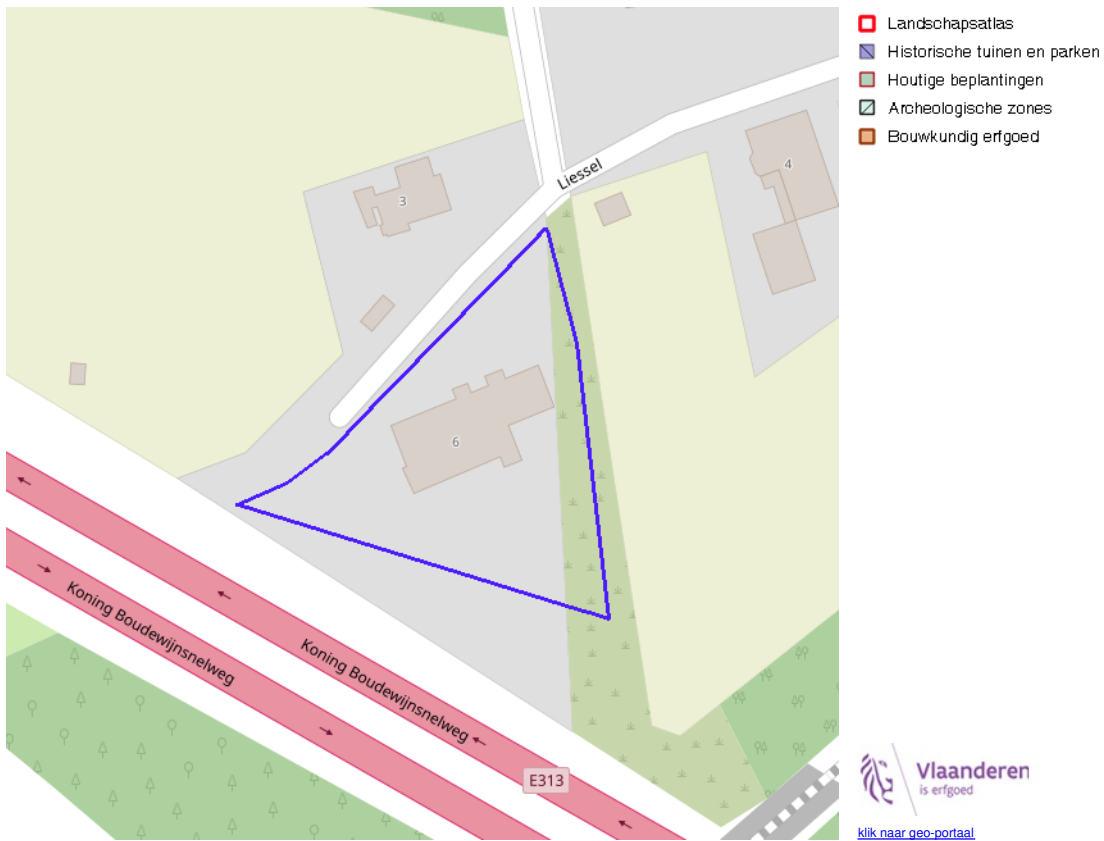 Landschapsatlas
Historische tuinen en parken
Houtige beplantingen
Archeologische zones
Bouwkundig erfgoed
Liessel
4
3
6
Koning Boudewijnsnelweg
Koning Boudewijnsnelweg
E313
Vlaanderen
is erfgoed
klik naar geo-portaal